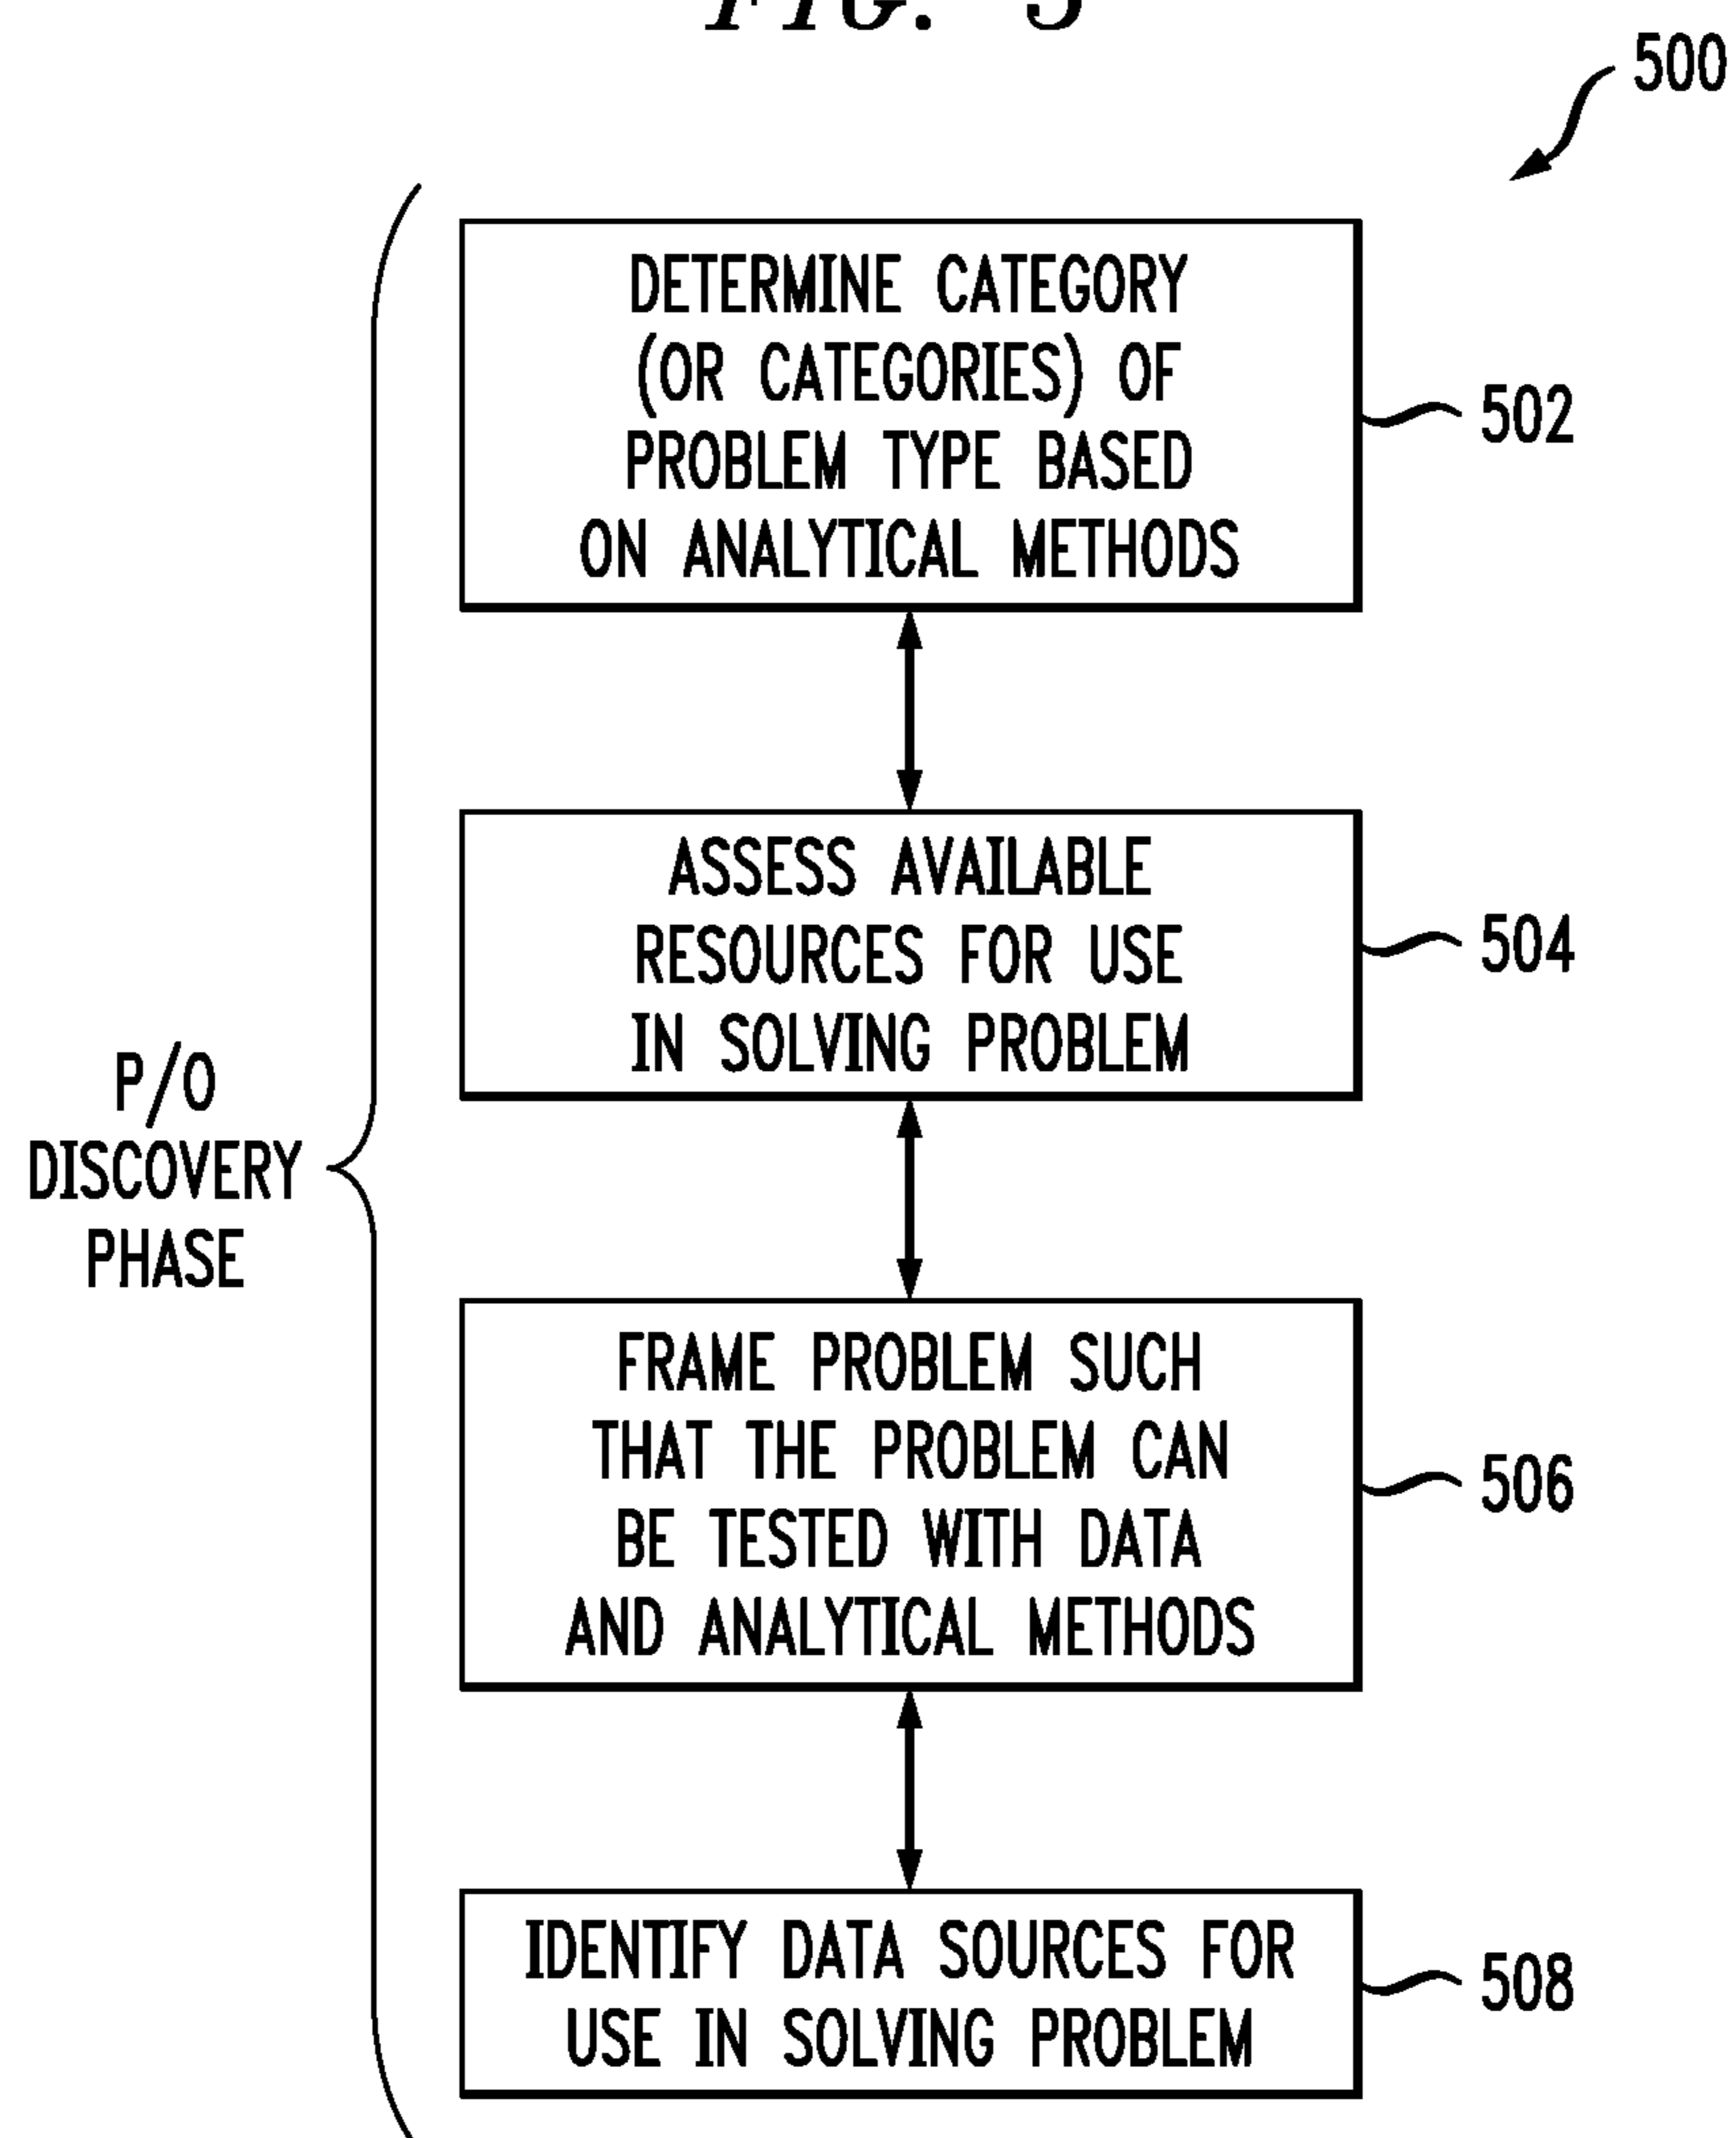 FIG. 5
500
DETERMINE CATEGORY
(OR CATEGORIES) OF
PROBLEM TYPE BASED
ON ANALYTICAL METHODS
502
ASSESS AVAILABLE
RESOURCES FOR USE
IN SOLVING PROBLEM
504
P/O
DISCOVERY
PHASE
FRAME PROBLEM SUCH
THAT THE PROBLEM CAN
BE TESTED WITH DATA
AND ANALYTICAL METHODS
506
IDENTIFY DATA SOURCES FOR
USE IN SOLVING PROBLEM
508